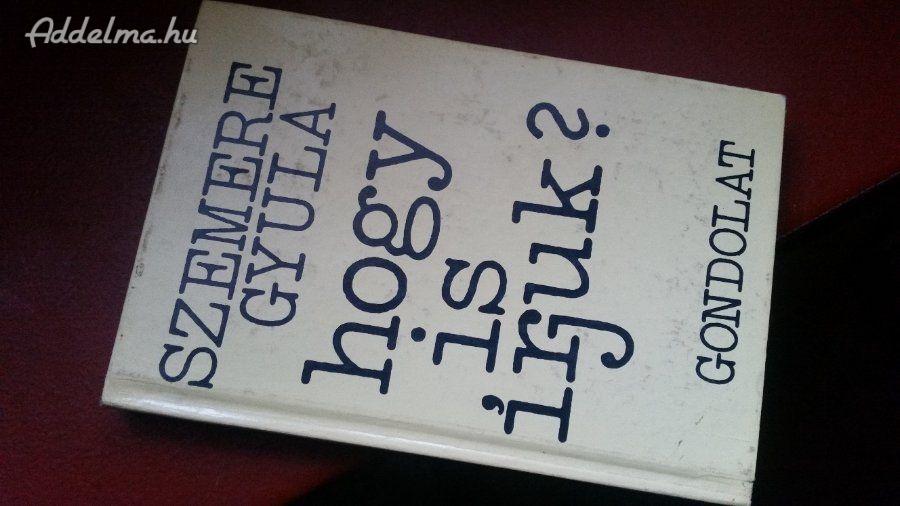 Addelma.hu
SZEMERE
GYULA
hogy
is
írjuk?
GONDOLAT